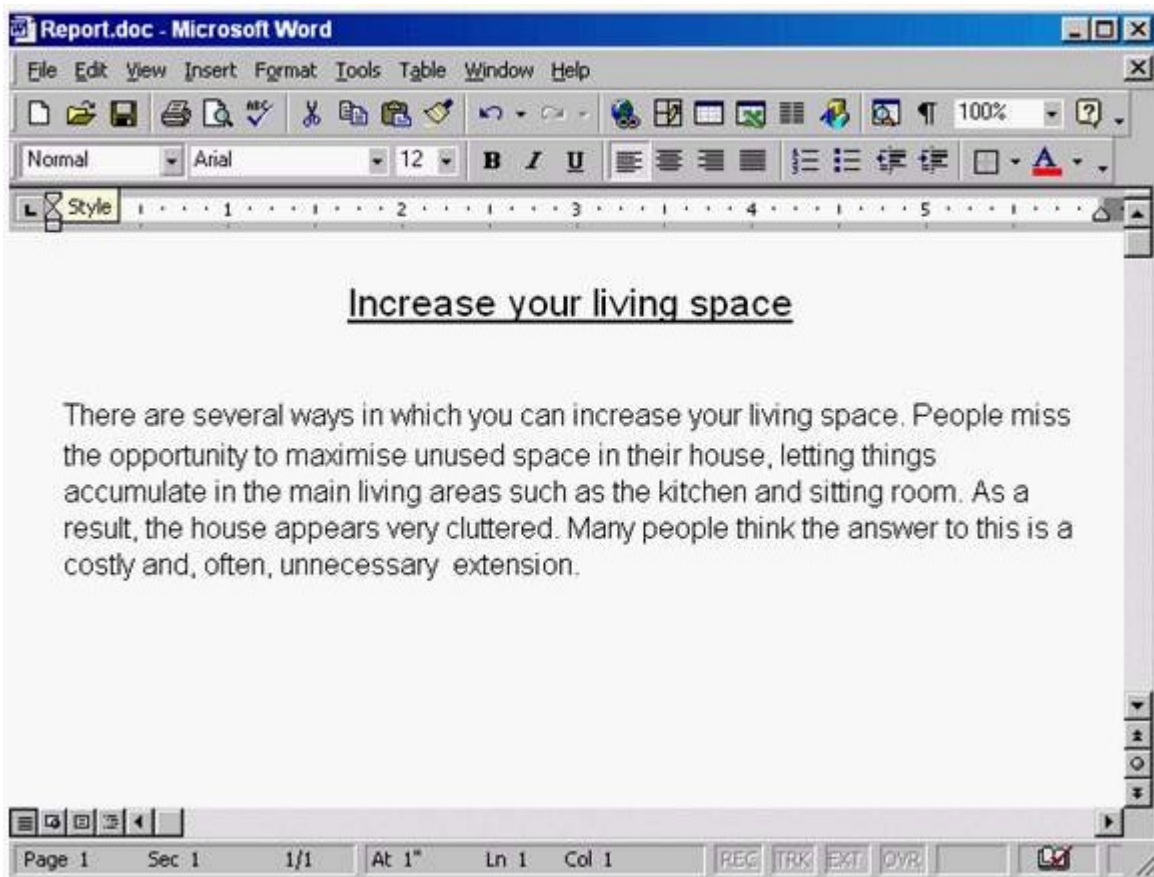 Report.doc - Microsoft Word
File Edit View Insert Format Tools Table Window Help
ABC 100%
Normal Arial 12 B I U A
Style 1 2 3 4 5
Increase your living space
There are several ways in which you can increase your living space. People miss
the opportunity to maximise unused space in their house, letting things
accumulate in the main living areas such as the kitchen and sitting room. As a
result, the house appears very cluttered. Many people think the answer to this is a
costly and, often, unnecessary  extension.
Page 1 Sec 1 1/1 At 1" Ln 1 Col 1 REC TRK EXT OVR